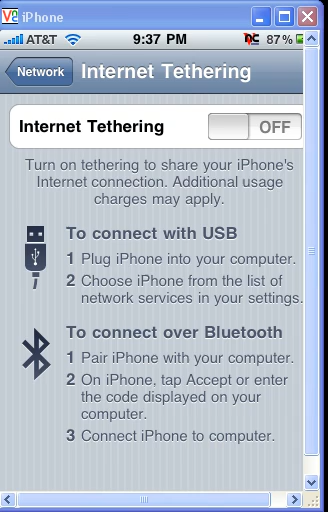 iPhone
AT&T 9:37 PM 87%
Network Internet Tethering
Internet Tethering OFF
Turn on tethering to share your iPhone's
Internet connection. Additional usage
charges may apply.
To connect with USB
1 Plug iPhone into your computer.
2 Choose iPhone from the list of
network services in your settings.
To connect over Bluetooth
1 Pair iPhone with your computer.
2 On iPhone, tap Accept or enter
the code displayed on your
computer.
3 Connect iPhone to computer.